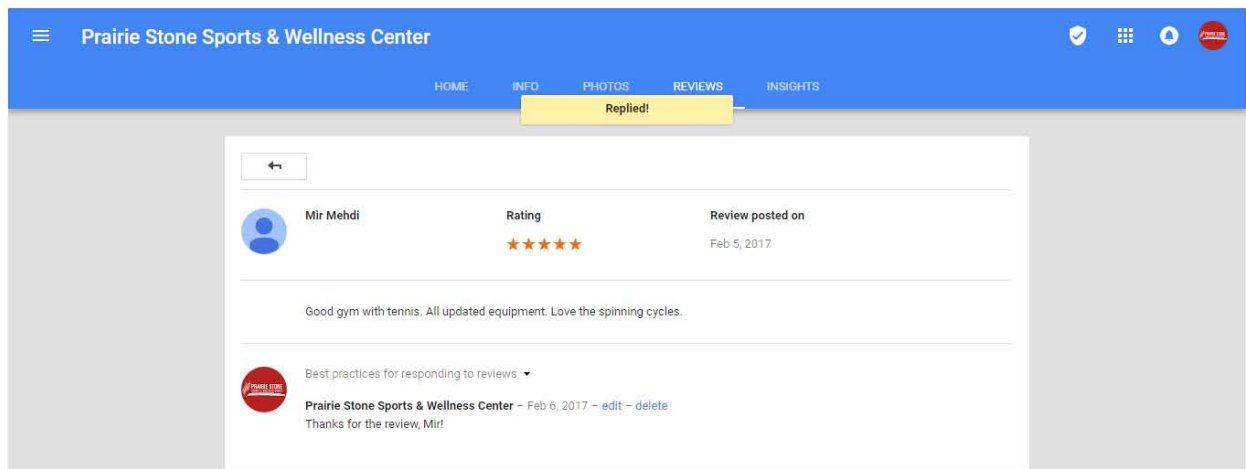 Prairie Stone Sports & Wellness Center
HOME INFO PHOTOS REVIEWS INSIGHTS
Replied!
Mir Mehdi Rating Review posted on
Feb 5, 2017
Good gym with tennis. All updated equipment. Love the spinning cycles.
Best practices for responding to reviews
PRAIRIE STONE
Prairie Stone Sports & Wellness Center – Feb 6, 2017 – edit – delete
Thanks for the review, Mir!